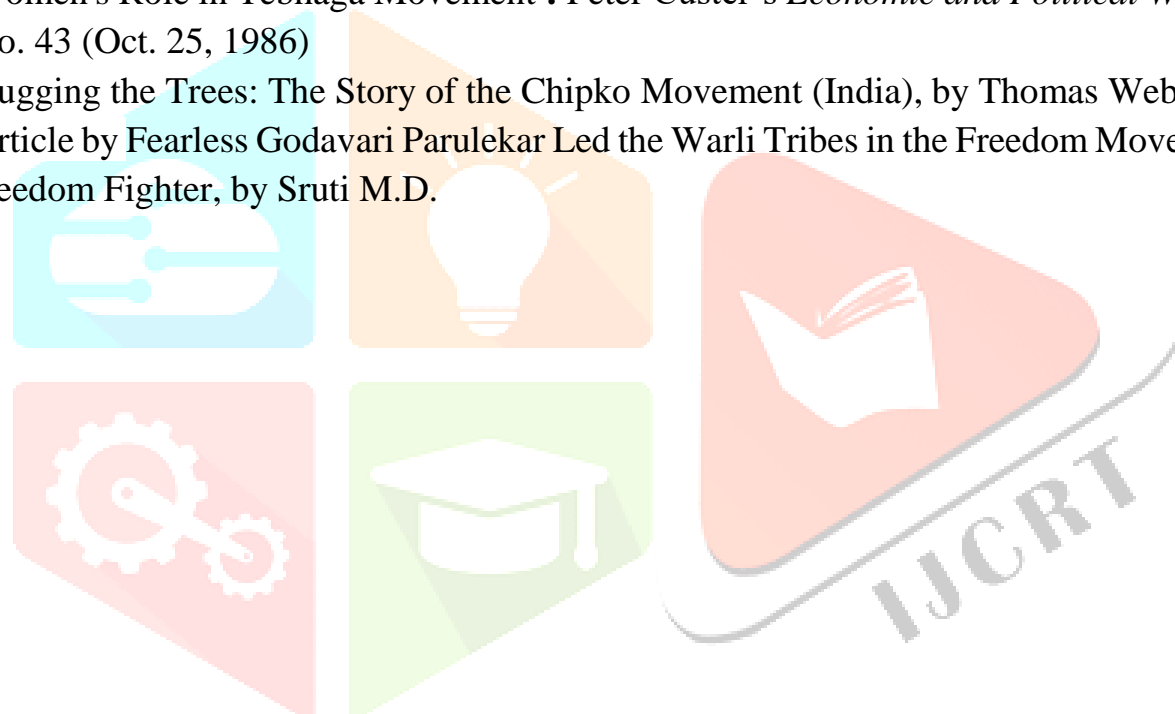 omen's Role in Tebhaga Movement : Peter Custer's Economic and Political W
o. 43 (Oct. 25, 1986)
ugging the Trees: The Story of the Chipko Movement (India), by Thomas Web
rticle by Fearless Godavari Parulekar Led the Warli Tribes in the Freedom Move
eedom Fighter, by Sruti M.D.
IJCRT